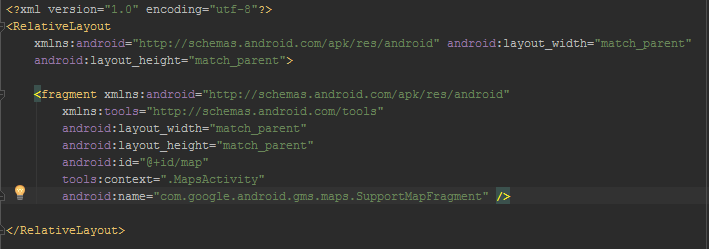 <?xml version="1.0" encoding="utf-8"?>
<RelativeLayout
xmlns:android="http://schemas.android.com/apk/res/android" android:layout_width="match_parent"
android:layout_height="match_parent">
<fragment xmlns:android="http://schemas.android.com/apk/res/android"
xmlns:tools="http://schemas.android.com/tools"
android:layout_width="match_parent"
android:layout_height="match_parent"
android:id="@+id/map"
tools:context=".MapsActivity"
android:name="com.google.android.gms.maps.SupportMapFragment" />
</RelativeLayout>